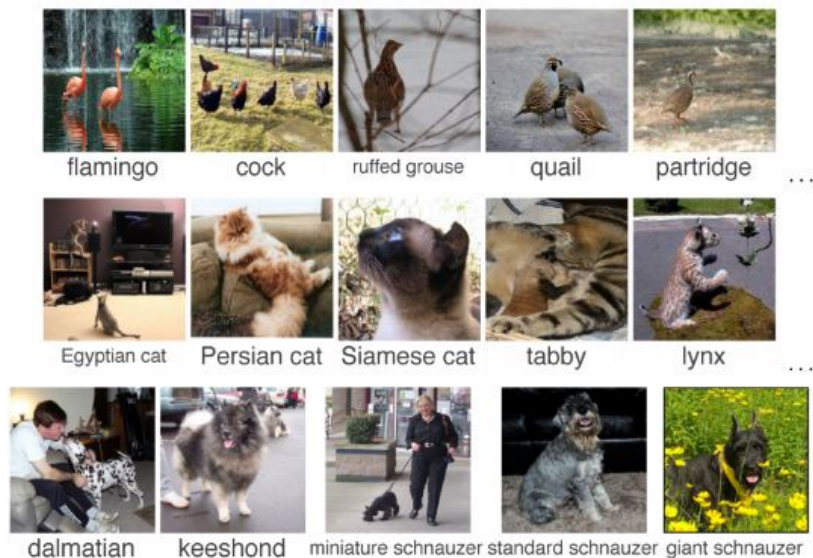 flamingo cock ruffed grouse quail partridge ...
Egyptian cat Persian cat Siamese cat tabby lynx ...
dalmatian keeshond miniature schnauzer standard schnauzer giant schnauzer